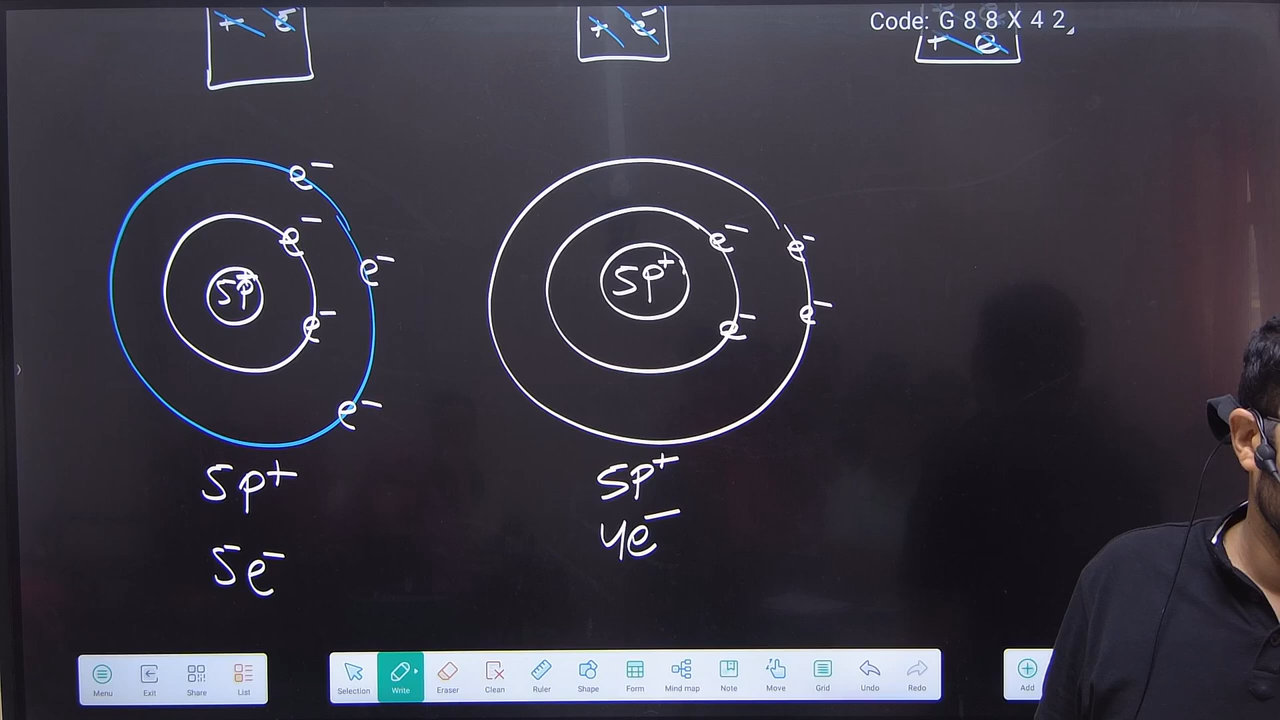 + e⁻
+ e⁻
Code: G 8 8 X 4 2
+ e
e⁻
e⁻
e⁻
5p⁺
e⁻
e⁻
e⁻
e⁻
5p⁺
e⁻
e⁻
5p⁺
5e⁻
5p⁺
4e⁻
Menu Exit Share List
Selection Write Eraser Clean Ruler Shape Form Mind map Note Move Grid Undo Redo
Add